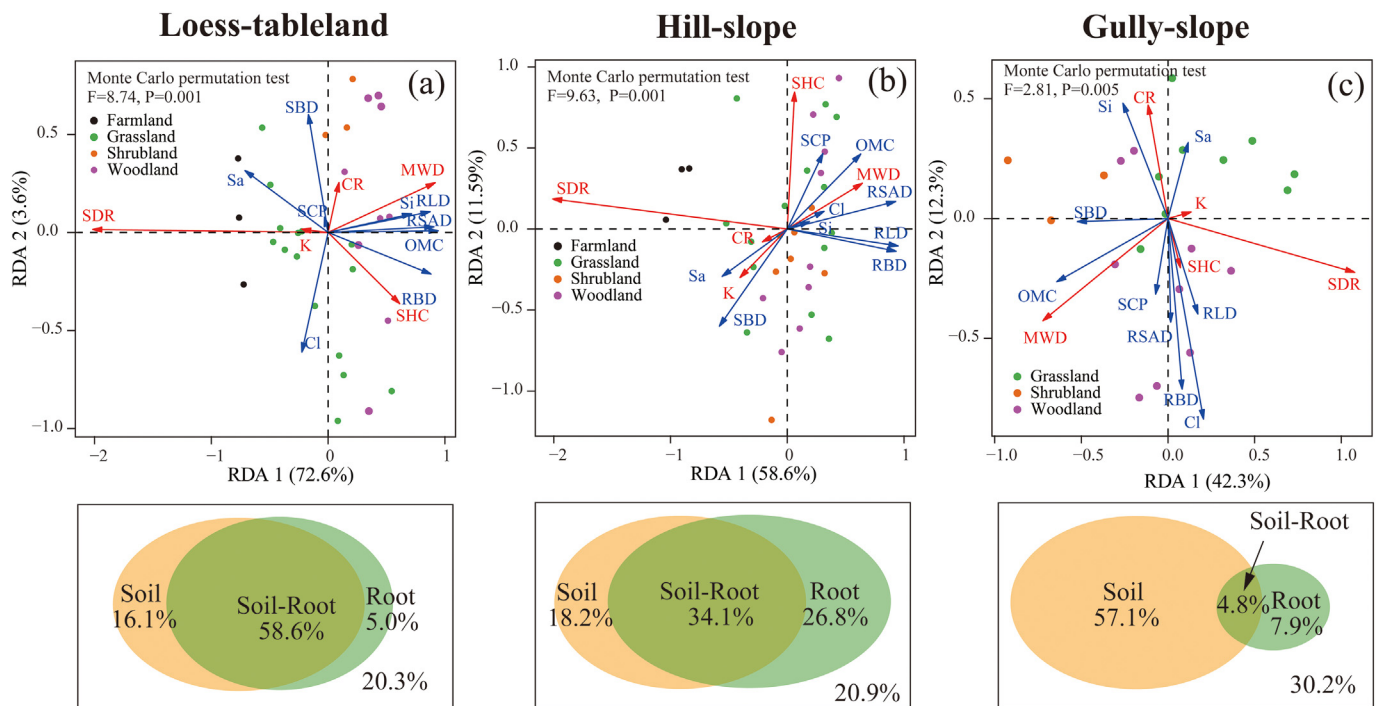 Loess-tableland
Hill-slope
Gully-slope
Monte Carlo permutation test
F=8.74, P=0.001
(a)
Farmland
Grassland
Shrubland
Woodland
SBD
Sa
SCP
CR
MWD
Si
RLD
RSAD
SDR
K
OMC
RBD
SHC
Cl
0.5
0.0
−0.5
−1.0
−2
−1
0
1
RDA 2 (3.6%)
RDA 1 (72.6%)
Monte Carlo permutation test
F=9.63, P=0.001
(b)
SHC
SCP
OMC
MWD
RSAD
SDR
Cl
Si
RLD
CR
RBD
Sa
K
SBD
Farmland
Grassland
Shrubland
Woodland
1.0
0.5
0.0
−0.5
−1.0
−2
−1
0
1
RDA 2 (11.59%)
RDA 1 (58.6%)
Monte Carlo permutation test
F=2.81, P=0.005
(c)
Si
CR
Sa
K
SBD
SHC
SDR
OMC
SCP
RLD
MWD
RSAD
RBD
Cl
Grassland
Shrubland
Woodland
0.5
0.0
−0.5
−1.0
−0.5
0.0
0.5
1.0
RDA 2 (12.3%)
RDA 1 (42.3%)
Soil
16.1%
Soil-Root
58.6%
Root
5.0%
20.3%
Soil
18.2%
Soil-Root
34.1%
Root
26.8%
20.9%
Soil-Root
Soil
57.1%
4.8%
Root
7.9%
30.2%